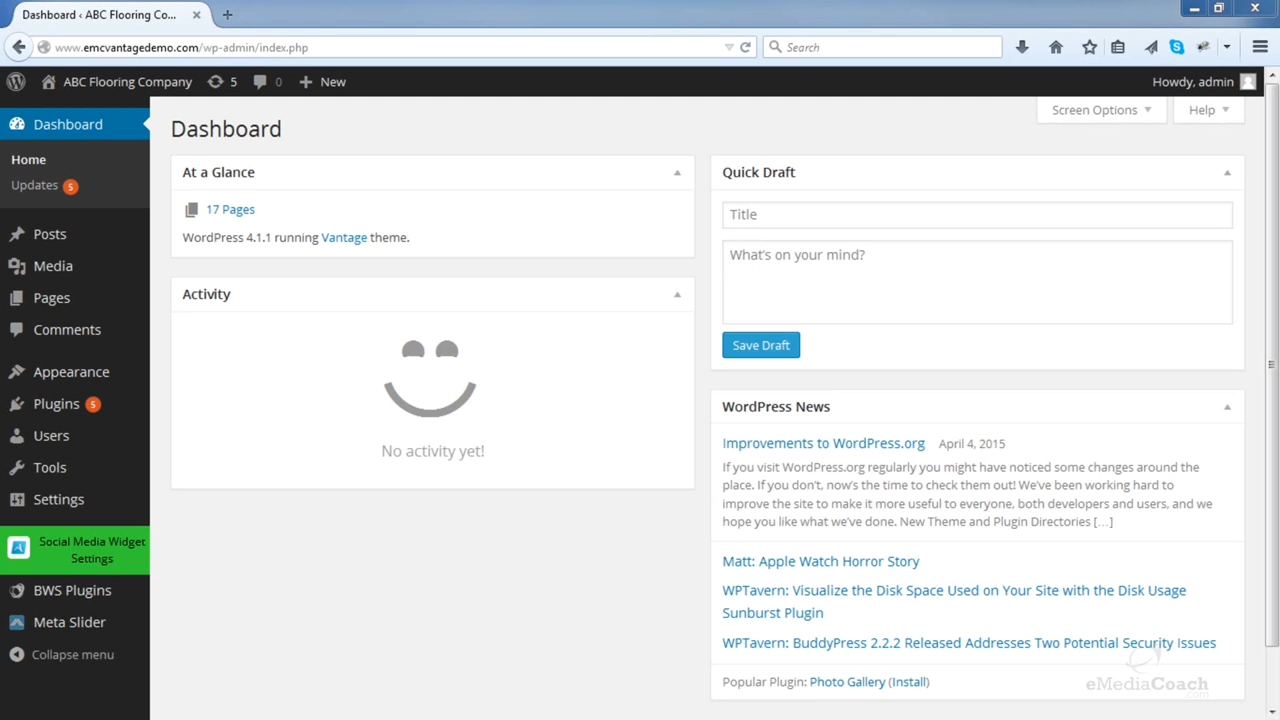 Dashboard ‹ ABC Flooring Co...
www.emcvantagedemo.com/wp-admin/index.php
Search
ABC Flooring Company
5
0
New
Howdy, admin
Dashboard
Home
Updates 5
Posts
Media
Pages
Comments
Appearance
Plugins 5
Users
Tools
Settings
Social Media Widget
Settings
BWS Plugins
Meta Slider
Collapse menu
Screen Options
Help
Dashboard
At a Glance
17 Pages
WordPress 4.1.1 running Vantage theme.
Activity
No activity yet!
Quick Draft
Title
What's on your mind?
Save Draft
WordPress News
Improvements to WordPress.org April 4, 2015
If you visit WordPress.org regularly you might have noticed some changes around the
place. If you don't, now's the time to check them out! We've been working hard to
improve the site to make it more useful to everyone, both developers and users, and we
hope you like what we've done. New Theme and Plugin Directories […]
Matt: Apple Watch Horror Story
WPTavern: Visualize the Disk Space Used on Your Site with the Disk Usage
Sunburst Plugin
WPTavern: BuddyPress 2.2.2 Released Addresses Two Potential Security Issues
Popular Plugin: Photo Gallery (Install)
eMediaCoach
.com